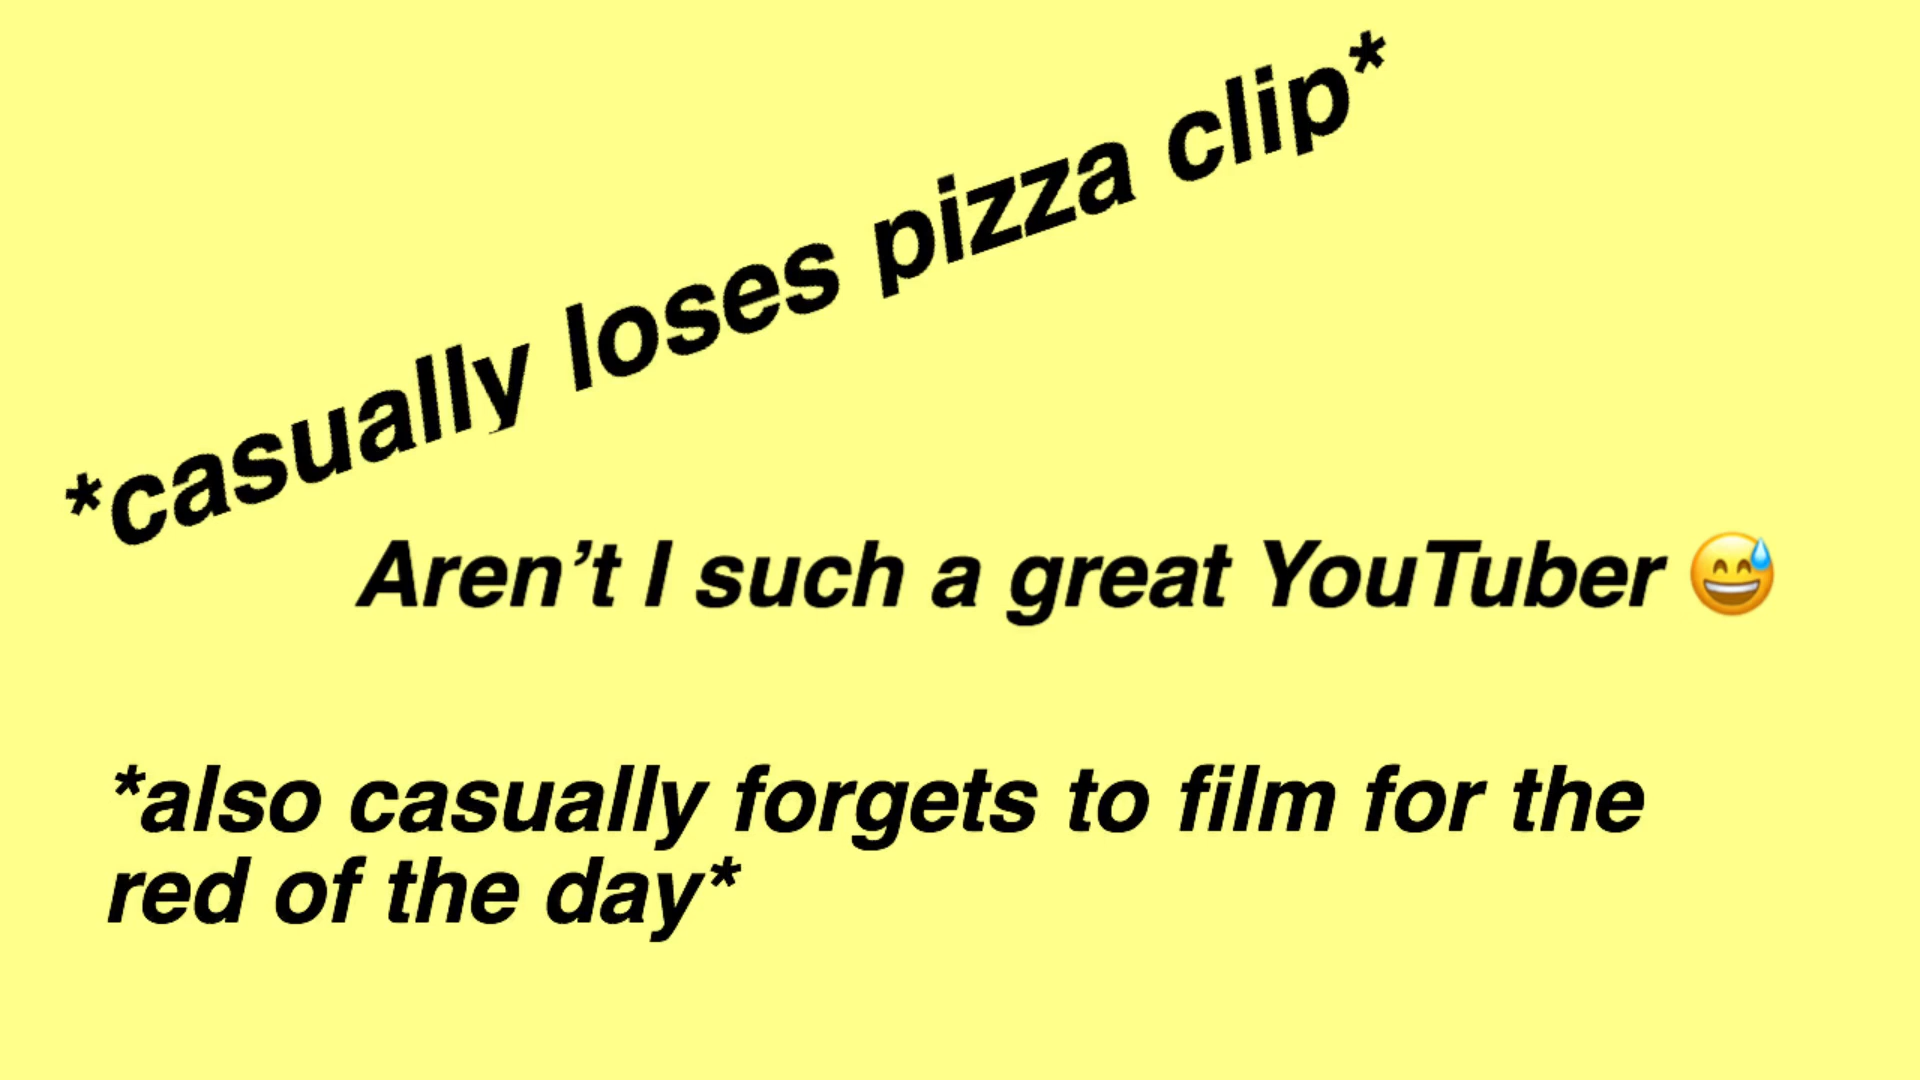 *casually loses pizza clip*
Aren’t I such a great YouTuber 😅
*also casually forgets to film for the
red of the day*